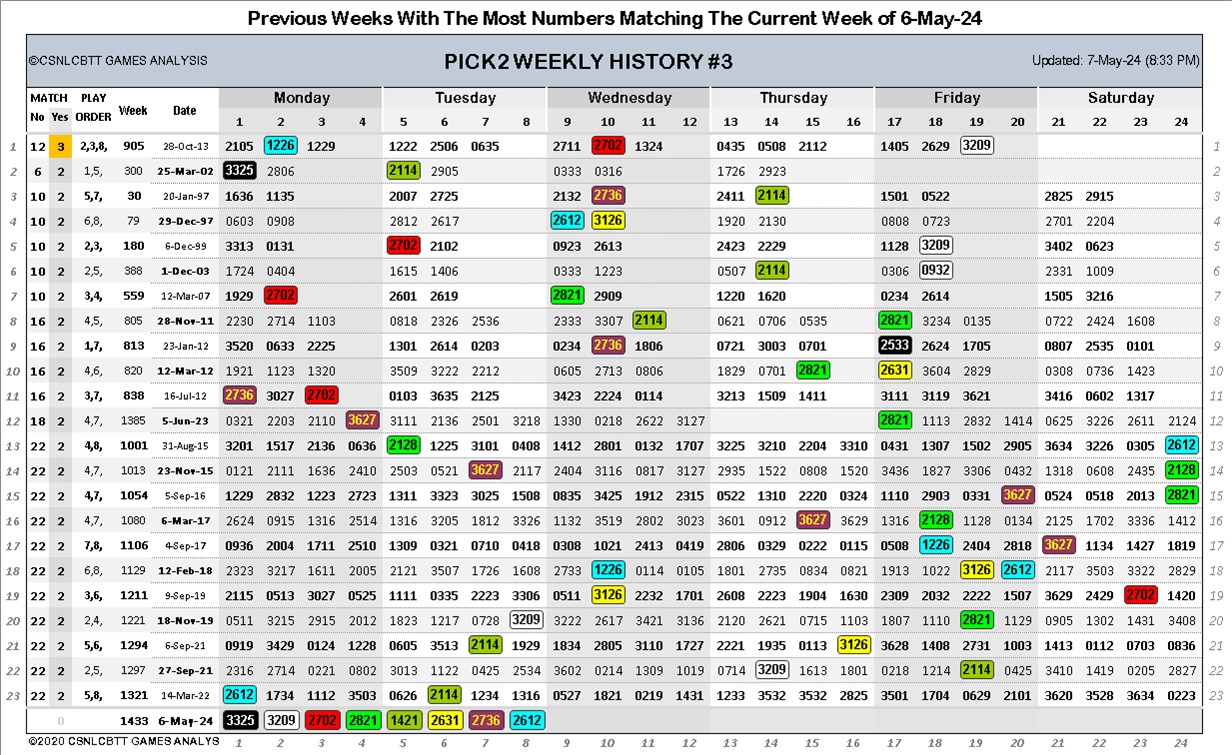 Previous Weeks With The Most Numbers Matching The Current Week of 6-May-24
©CSNLCBTT GAMES ANALYSIS PICK2 WEEKLY HISTORY #3 Updated: 7-May-24 (8:33 PM)
MATCH PLAY Week Date Monday Tuesday Wednesday Thursday Friday Saturday
No Yes ORDER 1 2 3 4 5 6 7 8 9 10 11 12 13 14 15 16 17 18 19 20 21 22 23 24
1 12 3 2,3,8, 905 28-Oct-13 2105 1226 1229 1222 2506 0635 2711 2702 1324 0435 0508 2112 1405 2629 3209 1
2 6 2 1,5, 300 25-Mar-02 3325 2806 2114 2905 0333 0316 1726 2923 2
3 10 2 5,7, 30 20-Jan-97 1636 1135 2007 2725 2132 2736 2411 2114 1501 0522 2825 2915 3
4 10 2 6,8, 79 29-Dec-97 0603 0908 2812 2617 2612 3126 1920 2130 0808 0723 2701 2204 4
5 10 2 2,3, 180 6-Dec-99 3313 0131 2702 2102 0923 2613 2423 2229 1128 3209 3402 0623 5
6 10 2 2,5, 388 1-Dec-03 1724 0404 1615 1406 0333 1223 0507 2114 0306 0932 2331 1009 6
7 10 2 3,4, 559 12-Mar-07 1929 2702 2601 2619 2821 2909 1220 1620 0234 2614 1505 3216 7
8 16 2 4,5, 805 28-Nov-11 2230 2714 1103 0818 2326 2536 2333 3307 2114 0621 0706 0535 2821 3234 0135 0722 2424 1608 8
9 16 2 1,7, 813 23-Jan-12 3520 0633 2225 1301 2614 0203 0234 2736 1806 0721 3003 0701 2533 2624 1705 0807 2535 0101 9
10 16 2 4,6, 820 12-Mar-12 1921 1123 1320 3509 3222 2212 0605 2713 0806 1829 0701 2821 2631 3604 2829 0308 0736 1423 10
11 16 2 3,7, 838 16-Jul-12 2736 3027 2702 0103 3635 2125 3423 2224 0114 3213 1509 1411 3111 3119 3621 3416 0602 1317 11
12 18 2 4,7, 1385 5-Jun-23 0321 2203 2110 3627 3111 2136 2501 3218 1330 0218 2622 3127 2821 1113 2832 1414 0625 3226 2611 2124 12
13 22 2 4,8, 1001 31-Aug-15 3201 1517 2136 0636 2128 1225 3101 0408 1412 2801 0132 1707 3225 3210 2204 3310 0431 1307 1502 2905 3634 3226 0305 2612 13
14 22 2 4,7, 1013 23-Nov-15 0121 2111 1636 2410 2503 0521 3627 2117 2404 3116 0817 3127 2935 1522 0808 1520 3436 1827 3306 0432 1318 0608 2435 2128 14
15 22 2 4,7, 1054 5-Sep-16 1229 2832 1223 2723 1311 3323 3025 1508 0835 3425 1912 2315 0522 1310 2220 0324 1110 2903 0331 3627 0524 0518 2013 2821 15
16 22 2 4,7, 1080 6-Mar-17 2624 0915 1316 2514 1316 3205 1812 3326 1132 3519 2802 3023 3601 0912 3627 3629 1316 2128 1128 0134 2125 1702 3336 1412 16
17 22 2 7,8, 1106 4-Sep-17 0936 2004 1711 2510 1309 0321 0710 0418 0308 1021 2413 0419 2806 0329 0222 0115 0508 1226 2404 2818 3627 1134 1427 1819 17
18 22 2 6,8, 1129 12-Feb-18 2323 3217 1611 2005 2121 3507 1726 1608 2733 1226 0114 0105 1801 2735 0834 0821 1913 1022 3126 2612 2117 3503 3322 2829 18
19 22 2 3,6, 1211 9-Sep-19 2115 0513 3027 0525 1111 0335 2223 3306 0511 3126 2232 1701 2608 2223 1904 1630 2309 2032 2222 1507 3629 2429 2702 1420 19
20 22 2 2,4, 1221 18-Nov-19 0511 3215 2915 2012 1823 1217 0728 3209 3222 2617 3421 3136 2120 2621 0715 1103 1807 1110 2821 1129 0905 1302 1431 3408 20
21 22 2 5,6, 1294 6-Sep-21 0919 3429 0124 1228 0605 3513 2114 1929 1834 2805 3110 1727 2221 1935 0113 3126 3628 1408 2731 1003 1413 0112 0703 0836 21
22 22 2 2,5, 1297 27-Sep-21 2316 2714 0221 0802 3013 1122 0425 2534 3602 0214 1309 1019 0714 3209 1613 1801 0218 1214 2114 0425 3410 1419 0205 2827 22
23 22 2 5,8, 1321 14-Mar-22 2612 1734 1112 3503 0626 2114 1234 1316 0527 1821 0219 1431 1233 3532 3532 2825 3501 1704 0629 2101 3620 3528 3634 0223 23
0 1433 6-May-24 3325 3209 2702 2821 1421 2631 2736 2612
©2020 CSNLCBTT GAMES ANALYS 1 2 3 4 5 6 7 8 9 10 11 12 13 14 15 16 17 18 19 20 21 22 23 24